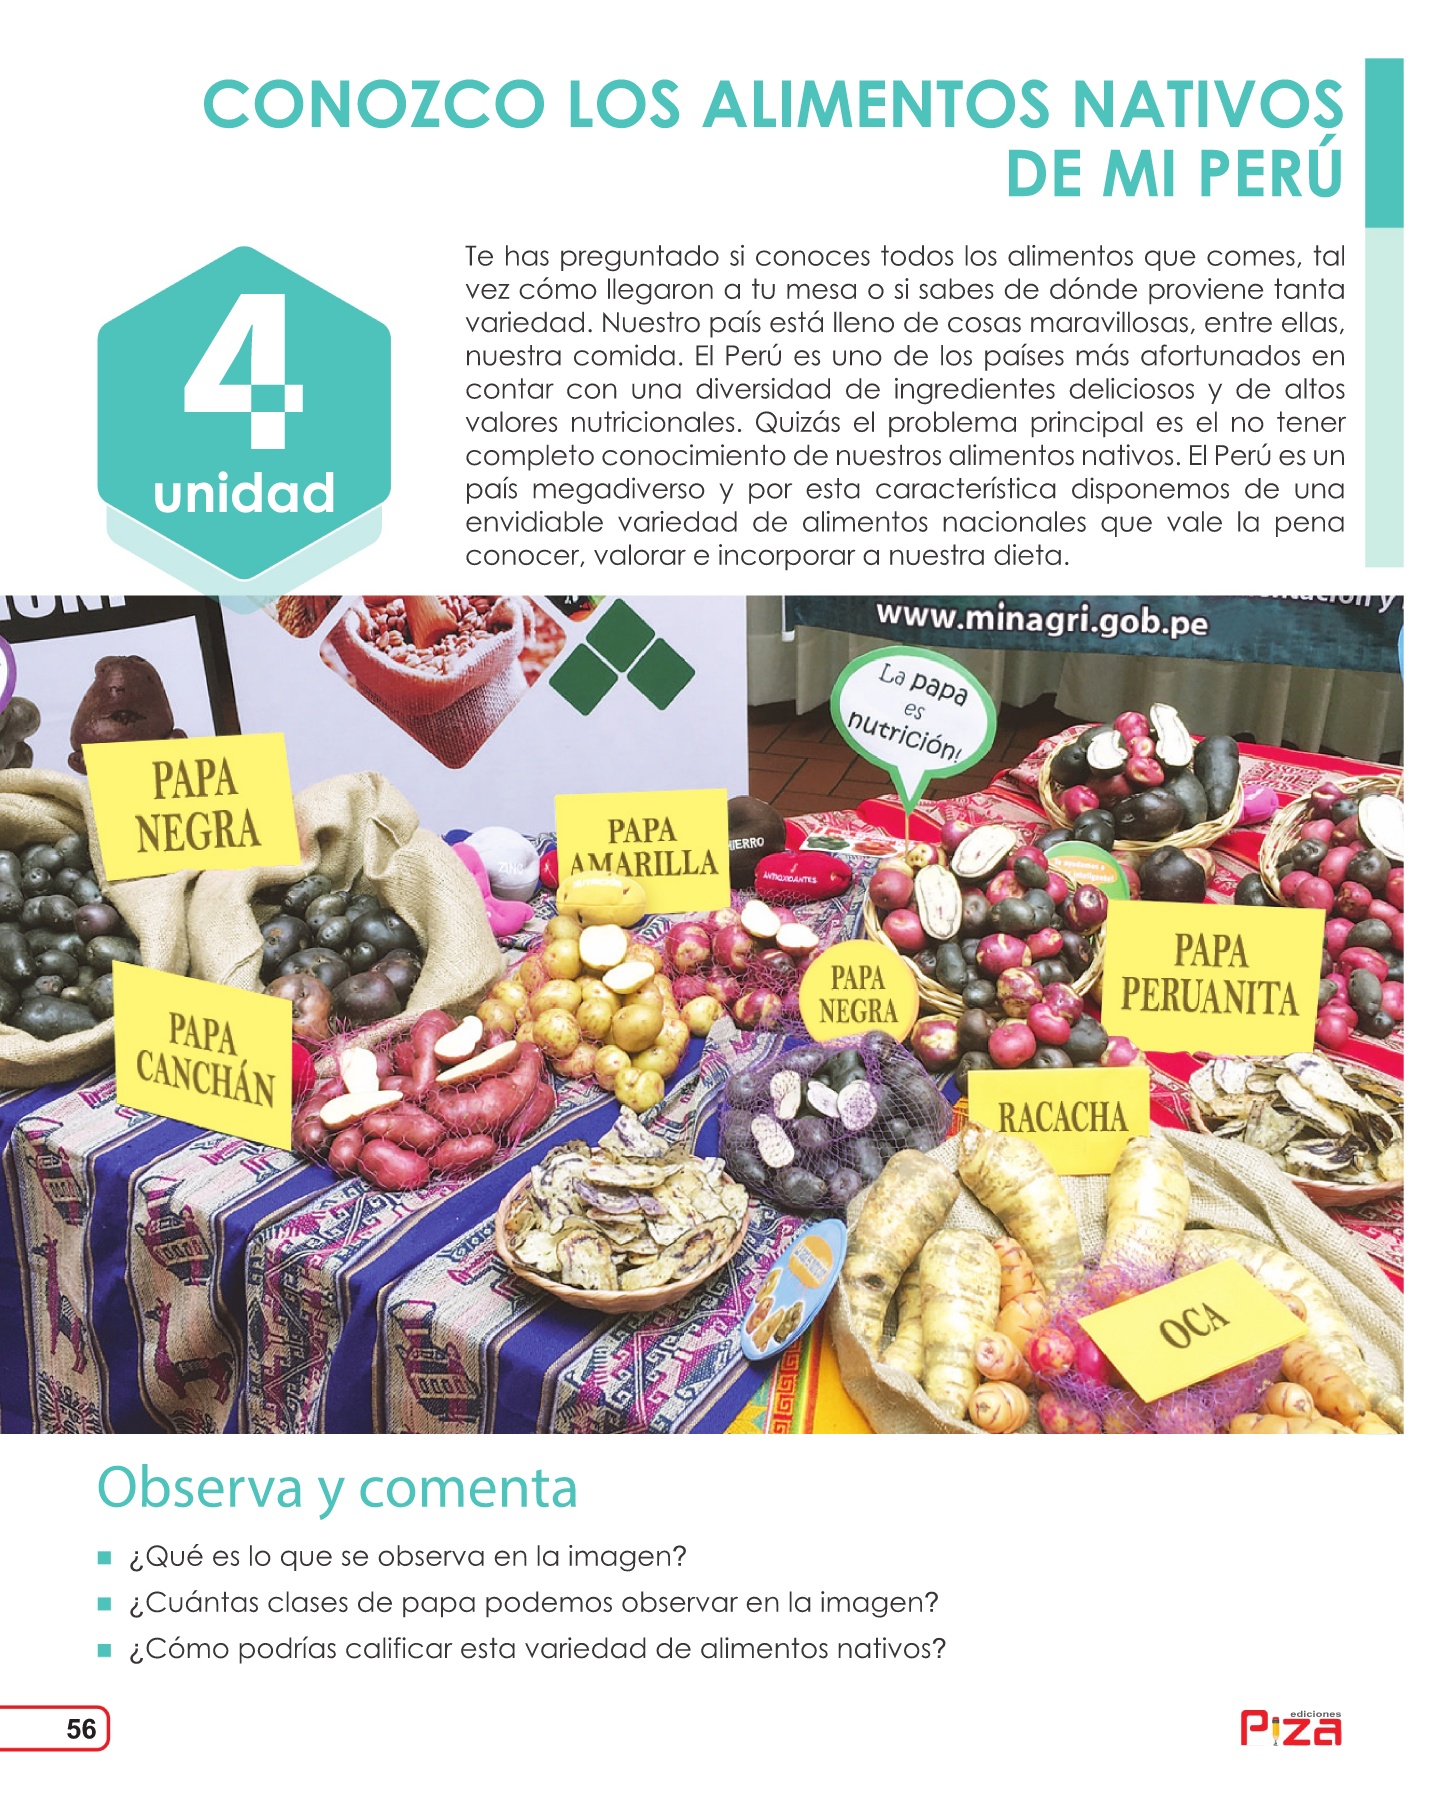 CONOZCO LOS ALIMENTOS NATIVOS
DE MI PERÚ
4
unidad
Te has preguntado si conoces todos los alimentos que comes, tal
vez cómo llegaron a tu mesa o si sabes de dónde proviene tanta
variedad. Nuestro país está lleno de cosas maravillosas, entre ellas,
nuestra comida. El Perú es uno de los países más afortunados en
contar con una diversidad de ingredientes deliciosos y de altos
valores nutricionales. Quizás el problema principal es el no tener
completo conocimiento de nuestros alimentos nativos. El Perú es un
país megadiverso y por esta característica disponemos de una
envidiable variedad de alimentos nacionales que vale la pena
conocer, valorar e incorporar a nuestra dieta.
www.minagri.gob.pe
La papa
es
nutrición!
PAPA
NEGRA
PAPA
AMARILLA
ZINC
HIERRO
ANTIOXIDANTES
PAPA
CANCHÁN
PAPA
NEGRA
PAPA
PERUANITA
RACACHA
OCA
Observa y comenta
¿Qué es lo que se observa en la imagen?
¿Cuántas clases de papa podemos observar en la imagen?
¿Cómo podrías calificar esta variedad de alimentos nativos?
56
ediciones
Piza